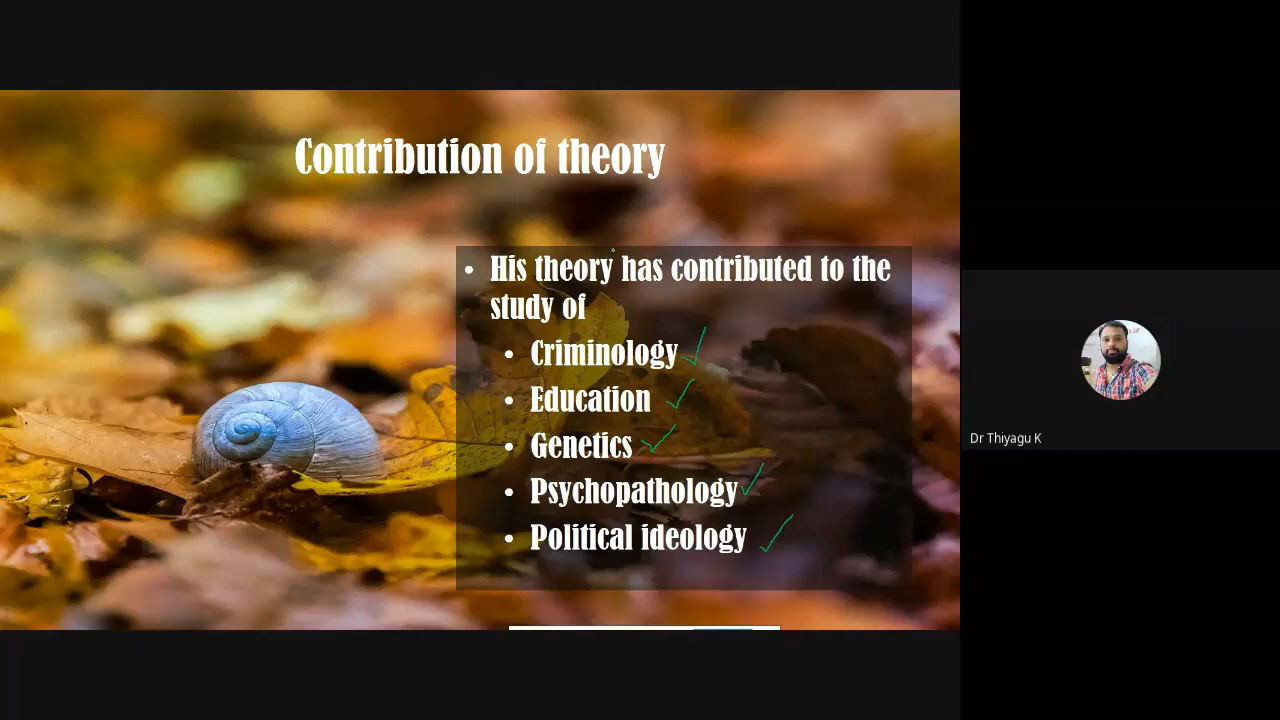 Contribution of theory
• His theory has contributed to the
study of
• Criminology
• Education
• Genetics
• Psychopathology
• Political ideology
Dr Thiyagu K